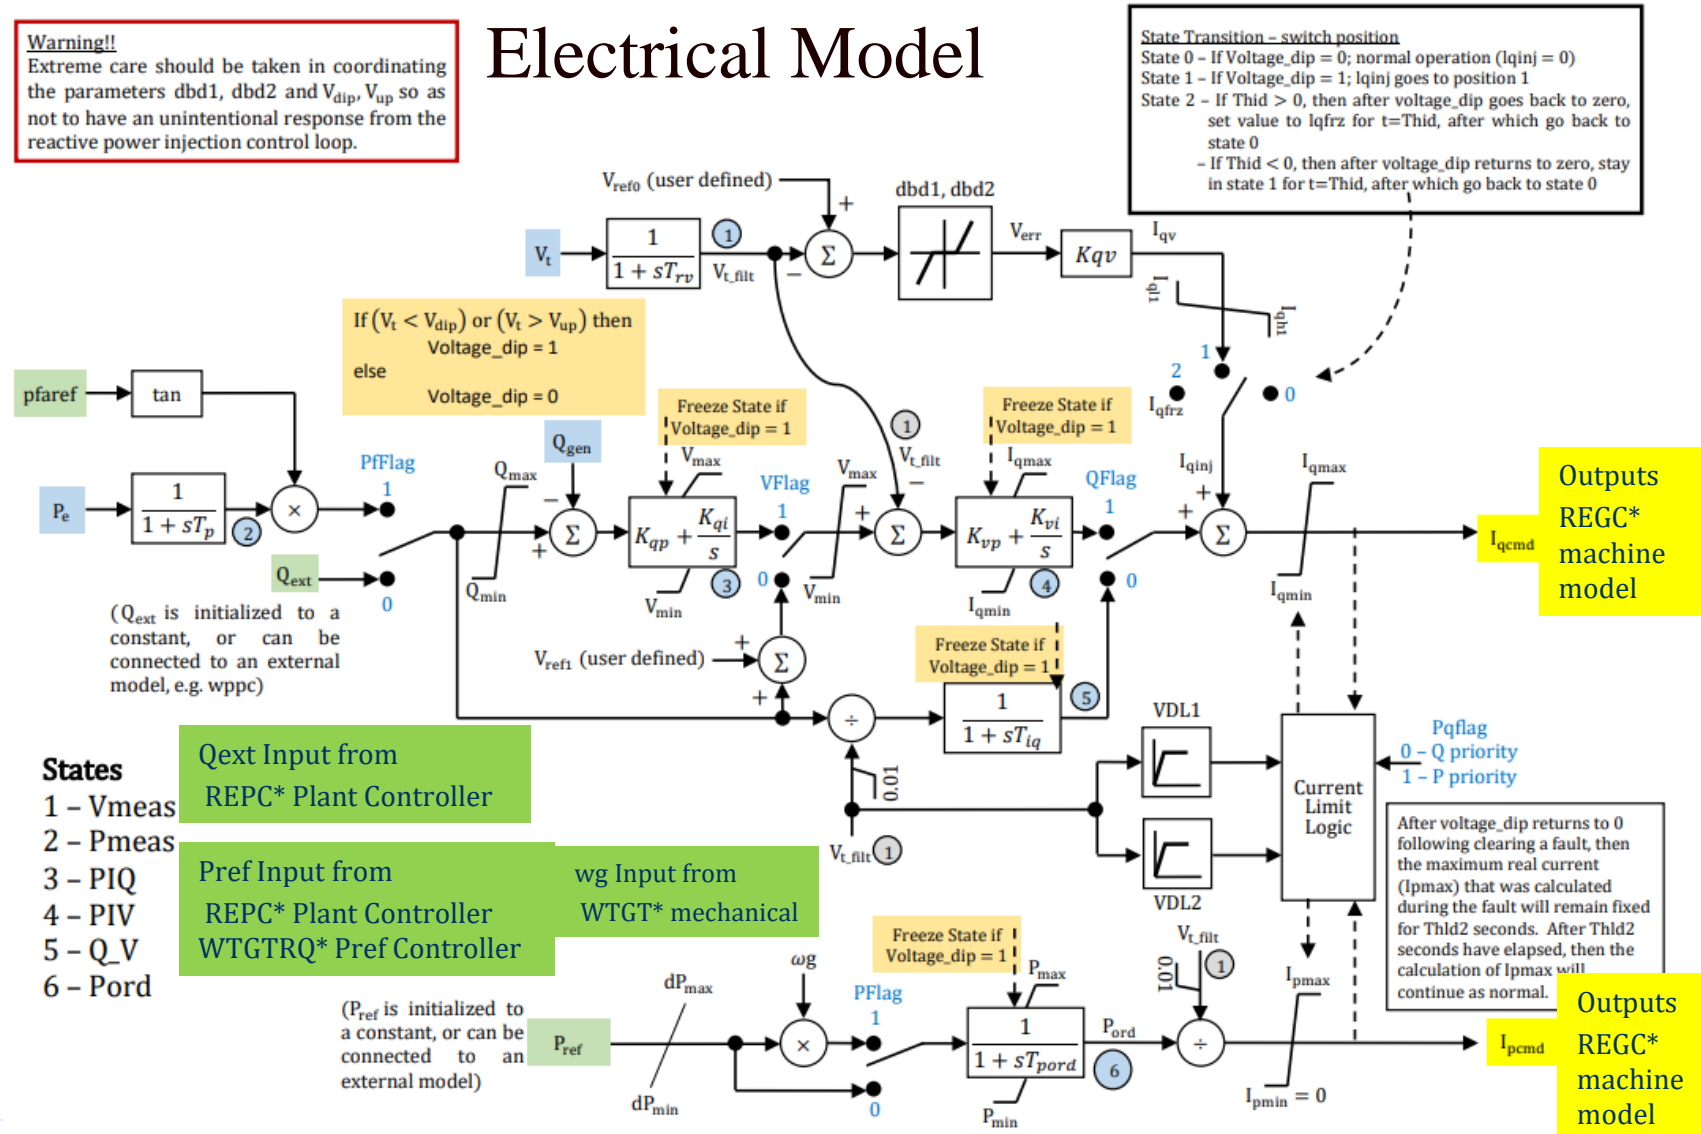 Electrical Model
Warning!!
Extreme care should be taken in coordinating
the parameters dbd1, dbd2 and Vdip, Vup so as
not to have an unintentional response from the
reactive power injection control loop.
State Transition – switch position
State 0 – If Voltage_dip = 0; normal operation (Iqinj = 0)
State 1 – If Voltage_dip = 1; Iqinj goes to position 1
State 2 – If Thid > 0, then after voltage_dip goes back to zero,
set value to Iqfrz for t=Thid, after which go back to
state 0
– If Thid < 0, then after voltage_dip returns to zero, stay
in state 1 for t=Thid, after which go back to state 0
Vref0 (user defined)
+
dbd1, dbd2
Vt
1
1 + sTrv
1
Vt_filt
−
Σ
Verr
Kqv
Iqv
Iql1
Iqh1
1
2
0
Iqfrz
If (Vt < Vdip) or (Vt > Vup) then
Voltage_dip = 1
else
Voltage_dip = 0
pfaref
tan
Pe
1
1 + sTp
2
×
PfFlag
1
0
Qext
(Qext is initialized to a
constant, or can be
connected to an external
model, e.g. wppc)
Qmax
Qmin
Qgen
−
+
Σ
Freeze State if
Voltage_dip = 1
Vmax
Kqp + Kqi
s
Vmin
3
VFlag
1
0
Vmax
Vmin
1
Vt_filt
−
+
Σ
Freeze State if
Voltage_dip = 1
Iqmax
Kvp + Kvi
s
Iqmin
4
QFlag
1
0
Iqinj
+
+
Σ
Iqmax
Iqmin
Iqcmd
Outputs
REGC*
machine
model
Vref1 (user defined)
+
Σ
+
÷
Freeze State if
Voltage_dip = 1
1
1 + sTiq
5
0.01
Vt_filt
1
VDL1
VDL2
Current
Limit
Logic
Pqflag
0 – Q priority
1 – P priority
After voltage_dip returns to 0
following clearing a fault, then
the maximum real current
(Ipmax) that was calculated
during the fault will remain fixed
for Thld2 seconds. After Thld2
seconds have elapsed, then the
calculation of Ipmax will
continue as normal.
States
1 – Vmeas
2 – Pmeas
3 – PIQ
4 – PIV
5 – Q_V
6 – Pord
Qext Input from
REPC* Plant Controller
Pref Input from
REPC* Plant Controller
WTGTRQ* Pref Controller
wg Input from
WTGT* mechanical
(Pref is initialized to
a constant, or can be
connected to an
external model)
Pref
dPmax
dPmin
ωg
×
PFlag
1
0
Freeze State if
Voltage_dip = 1
Pmax
1
1 + sTpord
Pmin
Pord
6
Vt_filt
0.01
1
÷
Ipmax
Ipmin = 0
Ipcmd
Outputs
REGC*
machine
model